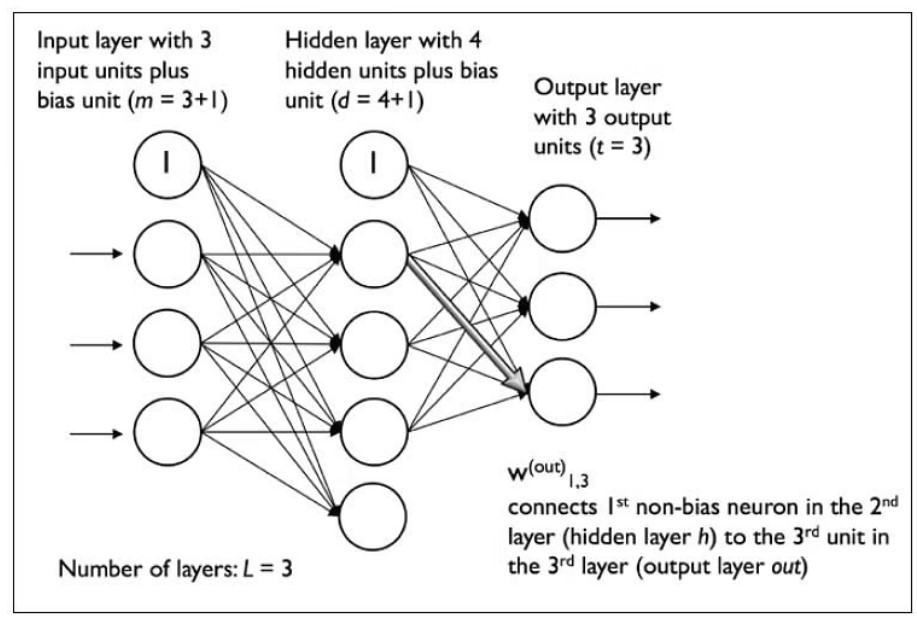 Input layer with 3
input units plus
bias unit (m = 3+1)
Hidden layer with 4
hidden units plus bias
unit (d = 4+1)
Output layer
with 3 output
units (t = 3)
1
1
w(out)1,3
connects 1st non-bias neuron in the 2nd
layer (hidden layer h) to the 3rd unit in
the 3rd layer (output layer out)
Number of layers: L = 3